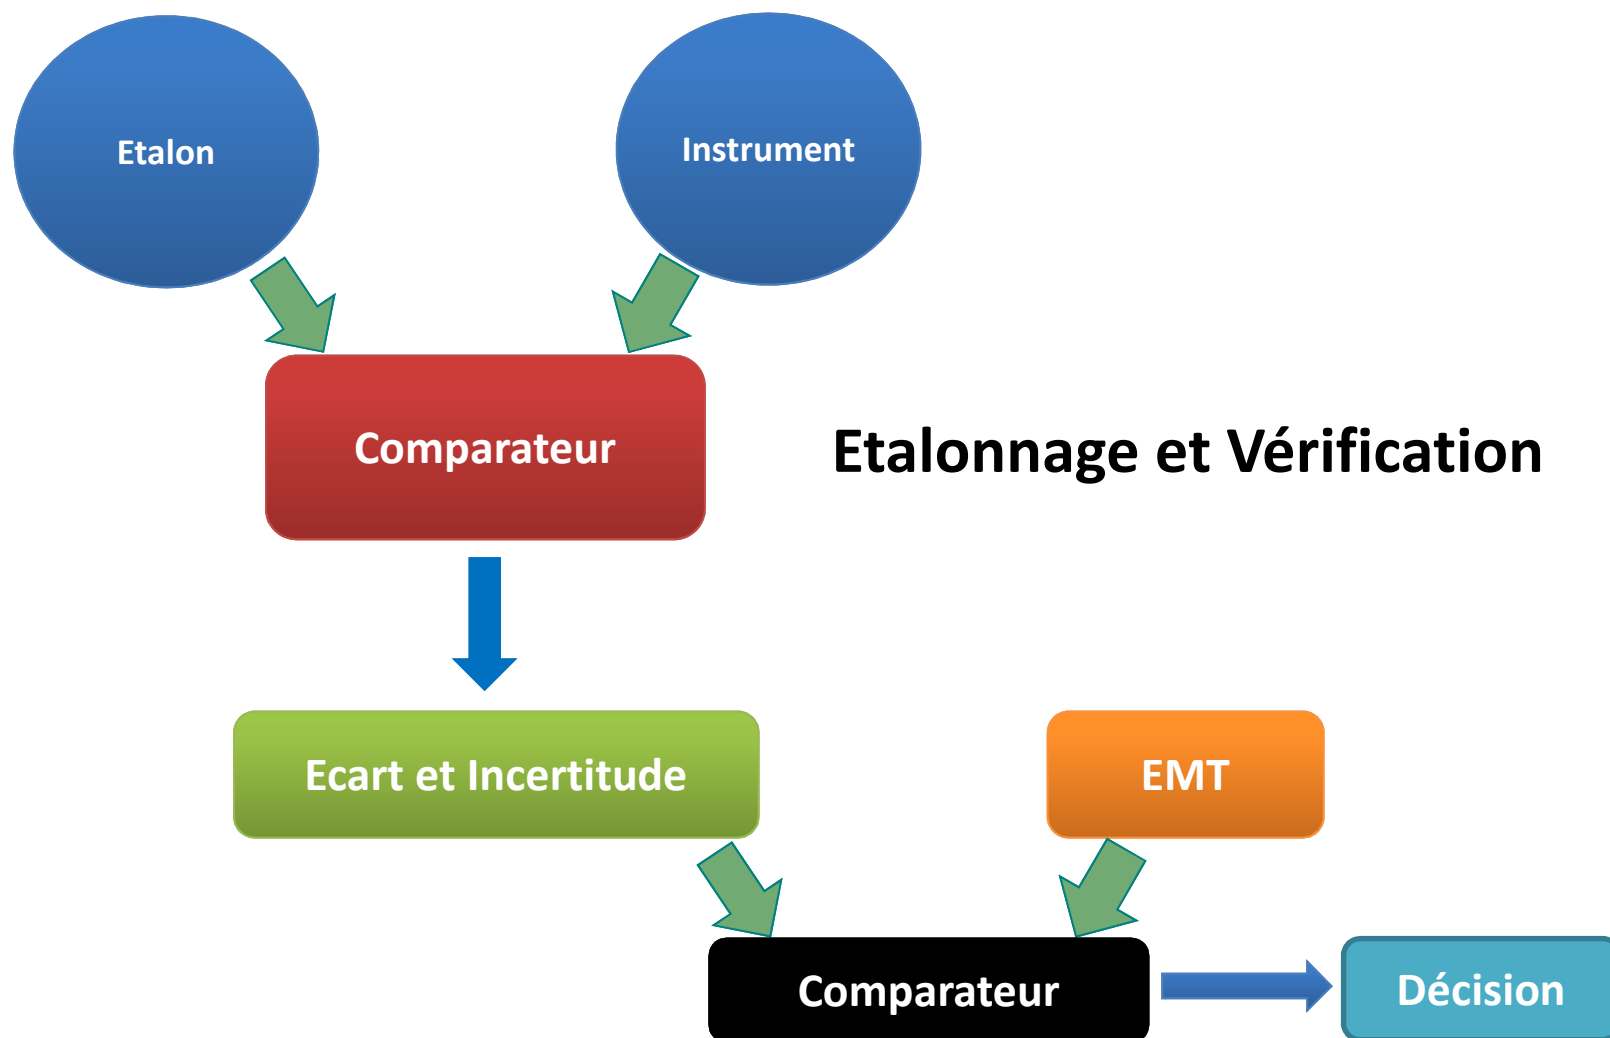 Etalon
Instrument
Comparateur
Etalonnage et Vérification
Ecart et Incertitude
EMT
Comparateur
Décision